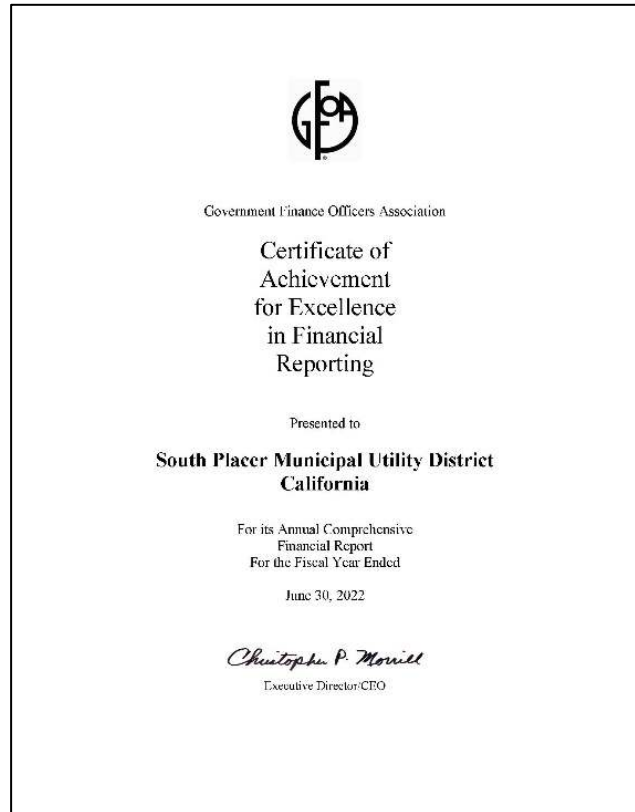 GFOA
Government Finance Officers Association
Certificate of
Achievement
for Excellence
in Financial
Reporting
Presented to
South Placer Municipal Utility District
California
For its Annual Comprehensive
Financial Report
For the Fiscal Year Ended
June 30, 2022
Christopher P. Morrill
Executive Director/CEO